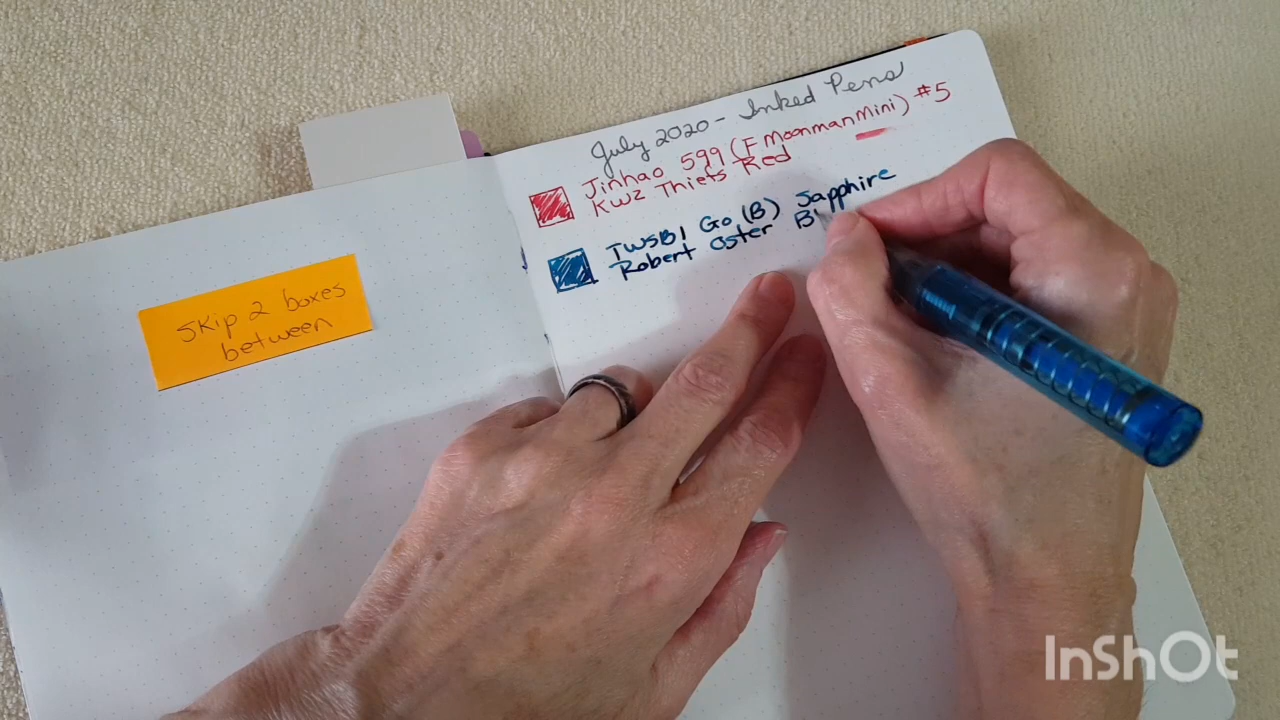 July 2020 - Inked Pens
Jinhao 599 (F Moonman Mini) #5
KWZ Thiefs Red
TWSBI Go (B) Sapphire
Robert Oster Bl
Skip 2 boxes
between
InShOt